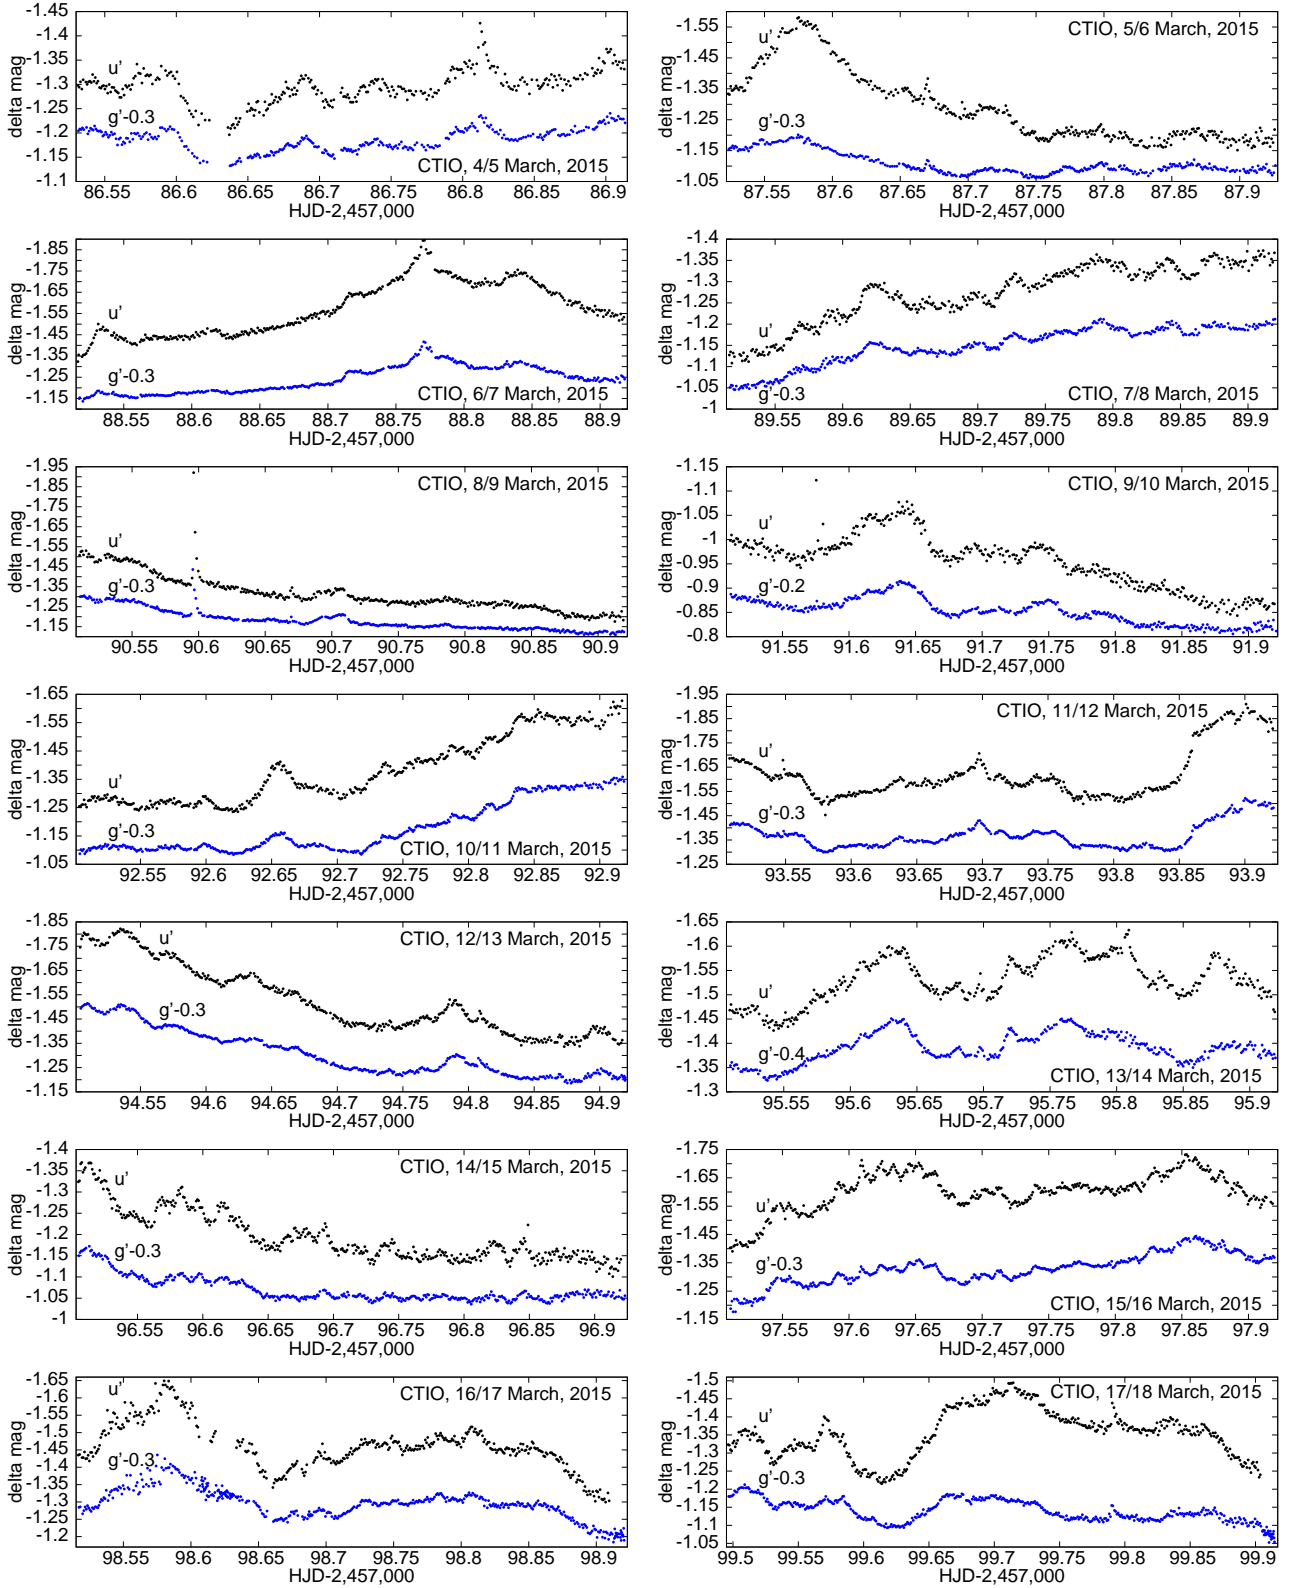 -1.45
-1.4
-1.35
-1.3
-1.25
-1.2
-1.15
-1.1
delta mag
u'
g'-0.3
CTIO, 4/5 March, 2015
86.55 86.6 86.65 86.7 86.75 86.8 86.85 86.9
HJD-2,457,000
-1.55
-1.45
-1.35
-1.25
-1.15
-1.05
delta mag
u'
g'-0.3
CTIO, 5/6 March, 2015
87.55 87.6 87.65 87.7 87.75 87.8 87.85 87.9
HJD-2,457,000
-1.85
-1.75
-1.65
-1.55
-1.45
-1.35
-1.25
-1.15
delta mag
u'
g'-0.3
CTIO, 6/7 March, 2015
88.55 88.6 88.65 88.7 88.75 88.8 88.85 88.9
HJD-2,457,000
-1.4
-1.35
-1.3
-1.25
-1.2
-1.15
-1.1
-1.05
-1
delta mag
u'
g'-0.3
CTIO, 7/8 March, 2015
89.55 89.6 89.65 89.7 89.75 89.8 89.85 89.9
HJD-2,457,000
-1.95
-1.85
-1.75
-1.65
-1.55
-1.45
-1.35
-1.25
-1.15
delta mag
u'
g'-0.3
CTIO, 8/9 March, 2015
90.55 90.6 90.65 90.7 90.75 90.8 90.85 90.9
HJD-2,457,000
-1.15
-1.1
-1.05
-1
-0.95
-0.9
-0.85
-0.8
delta mag
u'
g'-0.2
CTIO, 9/10 March, 2015
91.55 91.6 91.65 91.7 91.75 91.8 91.85 91.9
HJD-2,457,000
-1.65
-1.55
-1.45
-1.35
-1.25
-1.15
-1.05
delta mag
u'
g'-0.3
CTIO, 10/11 March, 2015
92.55 92.6 92.65 92.7 92.75 92.8 92.85 92.9
HJD-2,457,000
-1.95
-1.85
-1.75
-1.65
-1.55
-1.45
-1.35
-1.25
delta mag
u'
g'-0.3
CTIO, 11/12 March, 2015
93.55 93.6 93.65 93.7 93.75 93.8 93.85 93.9
HJD-2,457,000
-1.85
-1.75
-1.65
-1.55
-1.45
-1.35
-1.25
-1.15
delta mag
u'
g'-0.3
CTIO, 12/13 March, 2015
94.55 94.6 94.65 94.7 94.75 94.8 94.85 94.9
HJD-2,457,000
-1.65
-1.6
-1.55
-1.5
-1.45
-1.4
-1.35
-1.3
delta mag
u'
g'-0.4
CTIO, 13/14 March, 2015
95.55 95.6 95.65 95.7 95.75 95.8 95.85 95.9
HJD-2,457,000
-1.4
-1.35
-1.3
-1.25
-1.2
-1.15
-1.1
-1.05
-1
delta mag
u'
g'-0.3
CTIO, 14/15 March, 2015
96.55 96.6 96.65 96.7 96.75 96.8 96.85 96.9
HJD-2,457,000
-1.75
-1.65
-1.55
-1.45
-1.35
-1.25
-1.15
delta mag
u'
g'-0.3
CTIO, 15/16 March, 2015
97.55 97.6 97.65 97.7 97.75 97.8 97.85 97.9
HJD-2,457,000
-1.65
-1.6
-1.55
-1.5
-1.45
-1.4
-1.35
-1.3
-1.25
-1.2
delta mag
u'
g'-0.3
CTIO, 16/17 March, 2015
98.55 98.6 98.65 98.7 98.75 98.8 98.85 98.9
HJD-2,457,000
-1.5
-1.45
-1.4
-1.35
-1.3
-1.25
-1.2
-1.15
-1.1
-1.05
delta mag
u'
g'-0.3
CTIO, 17/18 March, 2015
99.5 99.55 99.6 99.65 99.7 99.75 99.8 99.85 99.9
HJD-2,457,000